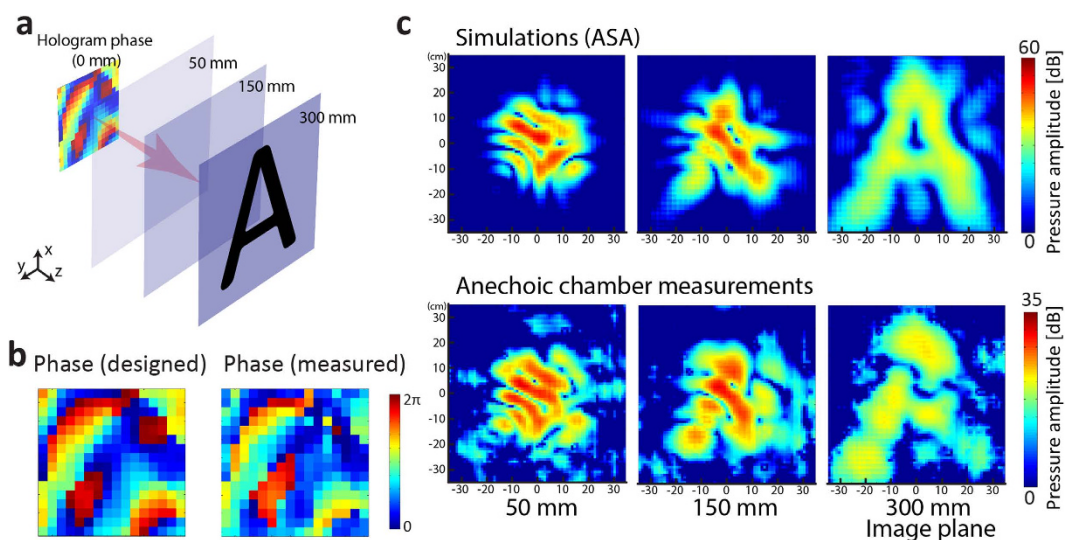 a
Hologram phase
(0 mm)
50 mm
150 mm
300 mm
A
x
y
z
b
Phase (designed)
Phase (measured)
2π
0
c
Simulations (ASA)
(cm)
30
20
10
0
-10
-20
-30
-30 -20 -10 0 10 20 30
-30 -20 -10 0 10 20 30
-30 -20 -10 0 10 20 30
60
Pressure amplitude [dB]
0
Anechoic chamber measurements
(cm)
30
20
10
0
-10
-20
-30
-30 -20 -10 0 10 20 30
-30 -20 -10 0 10 20 30
-30 -20 -10 0 10 20 30
35
Pressure amplitude [dB]
0
50 mm
150 mm
300 mm
Image plane